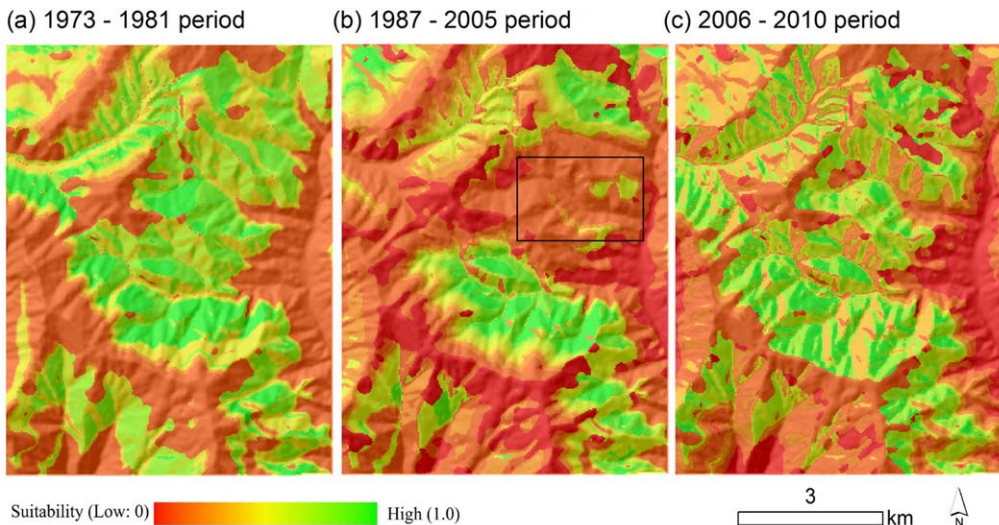 (a) 1973 - 1981 period
(b) 1987 - 2005 period
(c) 2006 - 2010 period
Suitability (Low: 0)
High (1.0)
3
km
N